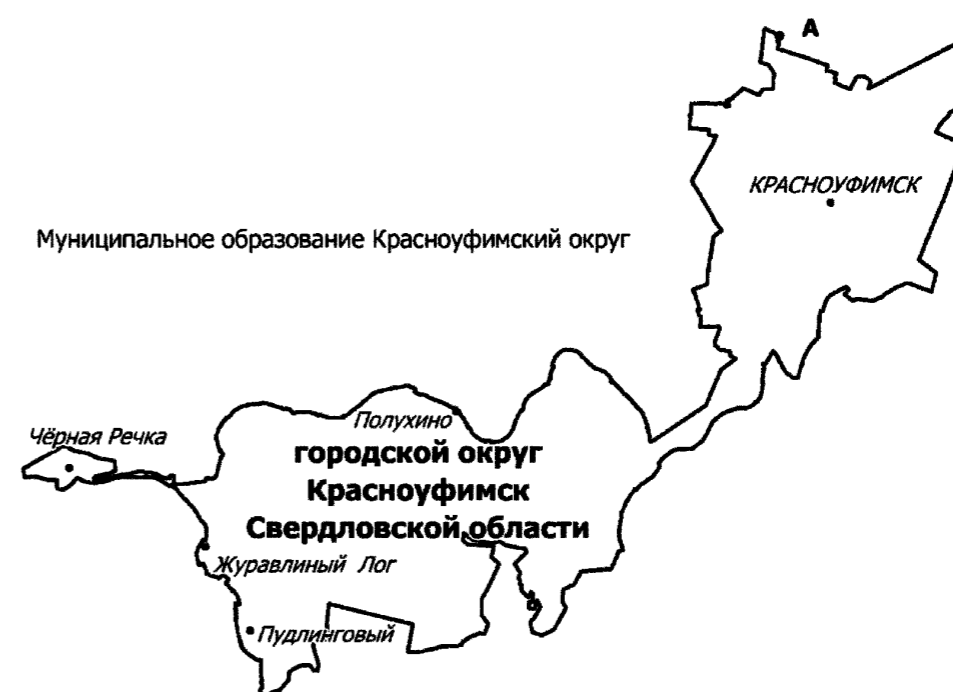 А
КРАСНОУФИМСК
Муниципальное образование Красноуфимский округ
Полухино
Чёрная Речка
городской округ
Красноуфимск
Свердловской области
Журавлиный Лог
Пудлинговый